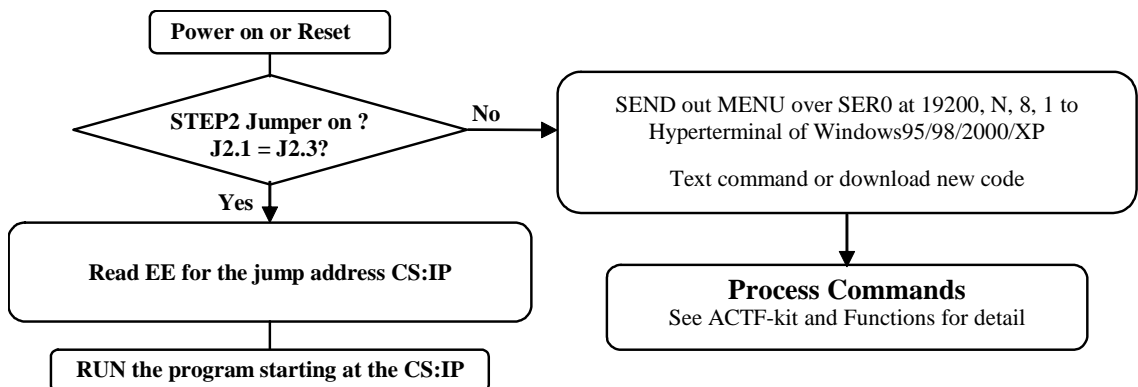 Power on or Reset
STEP2 Jumper on ?
J2.1 = J2.3?
No
Yes
SEND out MENU over SER0 at 19200, N, 8, 1 to
Hyperterminal of Windows95/98/2000/XP
Text command or download new code
Read EE for the jump address CS:IP
RUN the program starting at the CS:IP
Process Commands
See ACTF-kit and Functions for detail